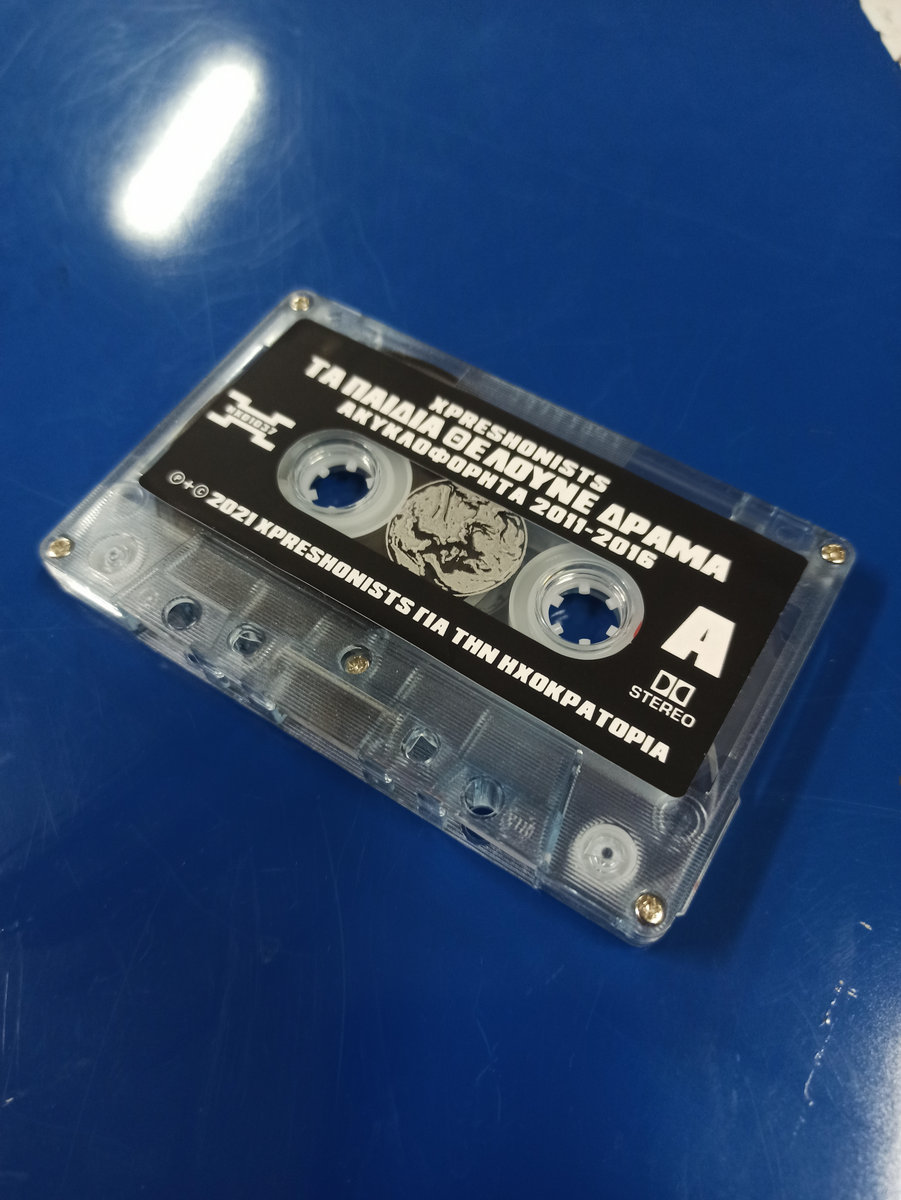 XPRESHONISTS
ΤΑ ΠΑΙΔΙΑ ΘΕΛΟΥΝΕ ΔΡΑΜΑ
ΑΚΥΚΛΟΦΟΡΗΤΑ 2011-2016
A
STEREO
℗+© 2021 XPRESHONISTS ΓΙΑ ΤΗΝ ΗΧΟΚΡΑΤΟΡΙΑ